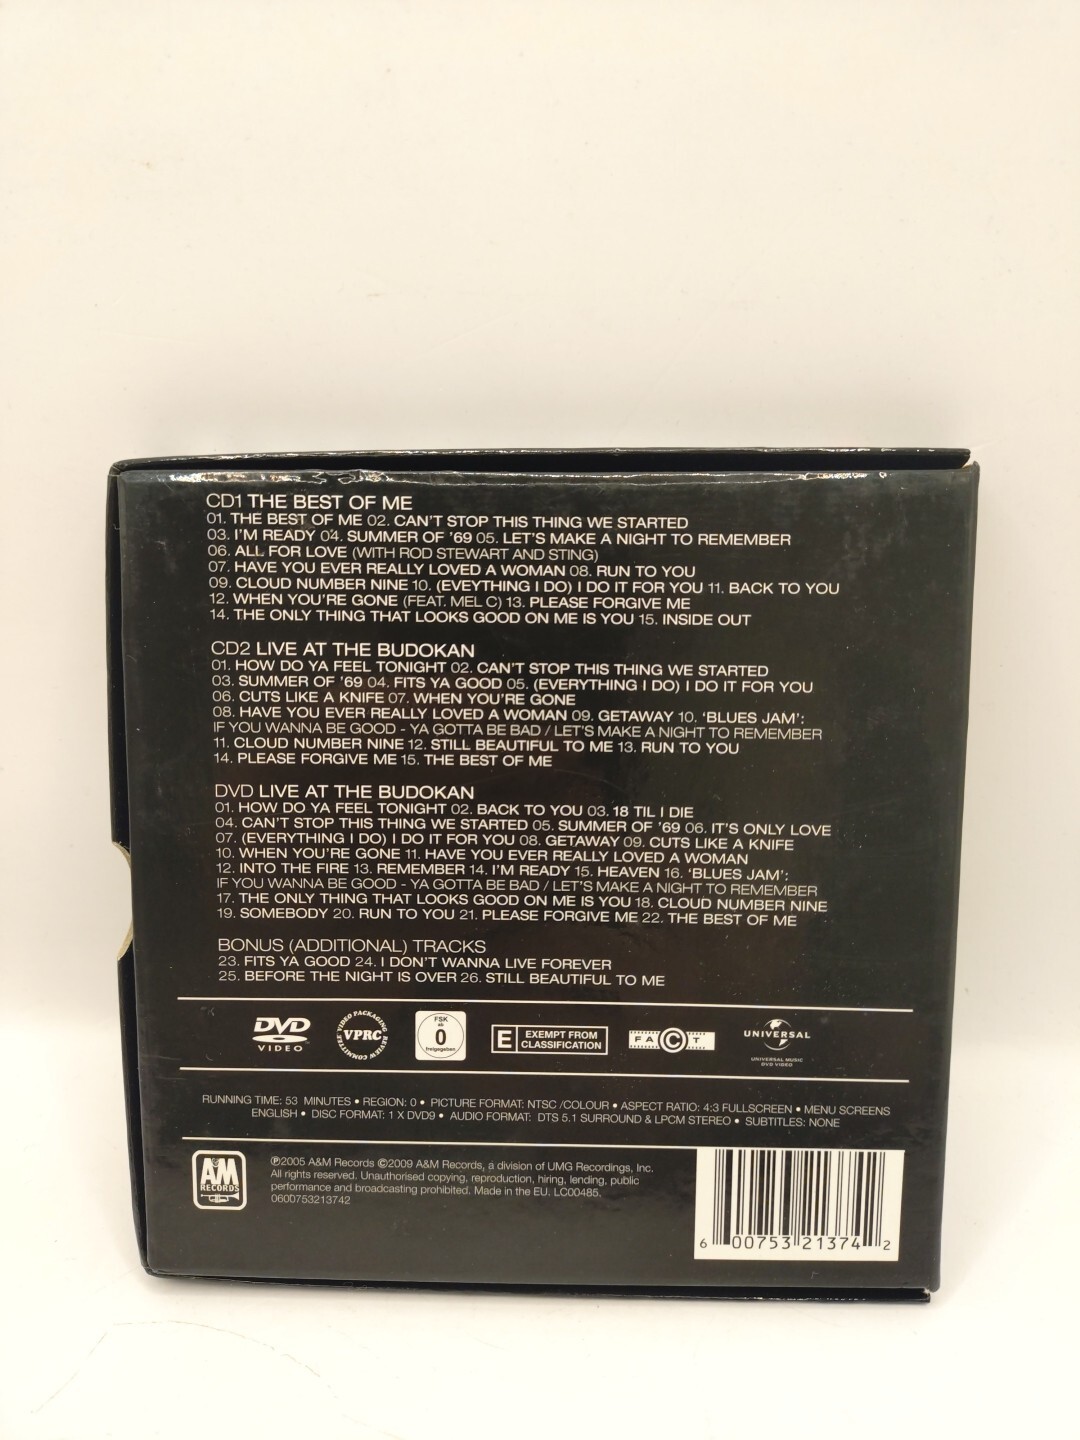 CD1 THE BEST OF ME
01. THE BEST OF ME 02. CAN'T STOP THIS THING WE STARTED
03. I'M READY 04. SUMMER OF '69 05. LET'S MAKE A NIGHT TO REMEMBER
06. ALL FOR LOVE (WITH ROD STEWART AND STING)
07. HAVE YOU EVER REALLY LOVED A WOMAN 08. RUN TO YOU
09. CLOUD NUMBER NINE 10. (EVEYTHING I DO) I DO IT FOR YOU 11. BACK TO YOU
12. WHEN YOU'RE GONE (FEAT. MEL C) 13. PLEASE FORGIVE ME
14. THE ONLY THING THAT LOOKS GOOD ON ME IS YOU 15. INSIDE OUT
CD2 LIVE AT THE BUDOKAN
01. HOW DO YA FEEL TONIGHT 02. CAN'T STOP THIS THING WE STARTED
03. SUMMER OF '69 04. FITS YA GOOD 05. (EVERYTHING I DO) I DO IT FOR YOU
06. CUTS LIKE A KNIFE 07. WHEN YOU'RE GONE
08. HAVE YOU EVER REALLY LOVED A WOMAN 09. GETAWAY 10. 'BLUES JAM':
IF YOU WANNA BE GOOD - YA GOTTA BE BAD / LET'S MAKE A NIGHT TO REMEMBER
11. CLOUD NUMBER NINE 12. STILL BEAUTIFUL TO ME 13. RUN TO YOU
14. PLEASE FORGIVE ME 15. THE BEST OF ME
DVD LIVE AT THE BUDOKAN
01. HOW DO YA FEEL TONIGHT 02. BACK TO YOU 03. 18 TIL I DIE
04. CAN'T STOP THIS THING WE STARTED 05. SUMMER OF '69 06. IT'S ONLY LOVE
07. (EVERYTHING I DO) I DO IT FOR YOU 08. GETAWAY 09. CUTS LIKE A KNIFE
10. WHEN YOU'RE GONE 11. HAVE YOU EVER REALLY LOVED A WOMAN
12. INTO THE FIRE 13. REMEMBER 14. I'M READY 15. HEAVEN 16. 'BLUES JAM':
IF YOU WANNA BE GOOD - YA GOTTA BE BAD / LET'S MAKE A NIGHT TO REMEMBER
17. THE ONLY THING THAT LOOKS GOOD ON ME IS YOU 18. CLOUD NUMBER NINE
19. SOMEBODY 20. RUN TO YOU 21. PLEASE FORGIVE ME 22. THE BEST OF ME
BONUS (ADDITIONAL) TRACKS
23. FITS YA GOOD 24. I DON'T WANNA LIVE FOREVER
25. BEFORE THE NIGHT IS OVER 26. STILL BEAUTIFUL TO ME
DVD
VIDEO
VIDEO PACKAGING REVIEW COMMITTEE
VPRC
FSK
ab
0
freigegeben
E EXEMPT FROM
CLASSIFICATION
FACT
UNIVERSAL
UNIVERSAL MUSIC
DVD VIDEO
RUNNING TIME: 53 MINUTES • REGION: 0 • PICTURE FORMAT: NTSC /COLOUR • ASPECT RATIO: 4:3 FULLSCREEN • MENU SCREENS
ENGLISH • DISC FORMAT: 1 X DVD9 • AUDIO FORMAT: DTS 5.1 SURROUND & LPCM STEREO • SUBTITLES: NONE
A&M
RECORDS
℗2005 A&M Records ©2009 A&M Records, a division of UMG Recordings, Inc.
All rights reserved. Unauthorised copying, reproduction, hiring, lending, public
performance and broadcasting prohibited. Made in the EU. LC00485.
0600753213742
6 00753 21374 2